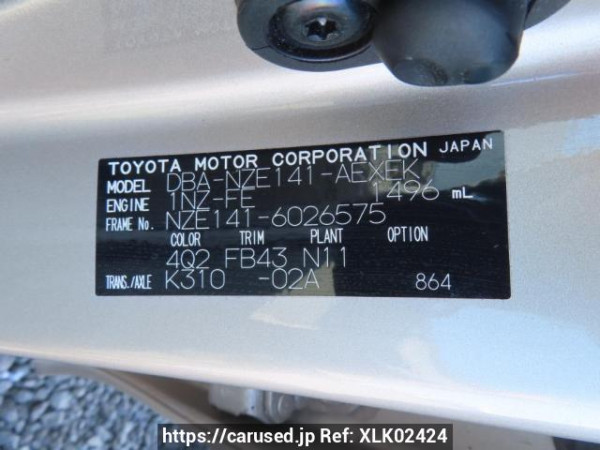 TOYOTA MOTOR CORPORATION JAPAN
MODEL DBA-NZE141-AEXEK
ENGINE 1NZ-FE 1496 mL
FRAME No. NZE141-6026575
COLOR TRIM PLANT OPTION
4Q2 FB43 N11
TRANS./AXLE K310 -02A 864
https://carused.jp Ref: XLK02424